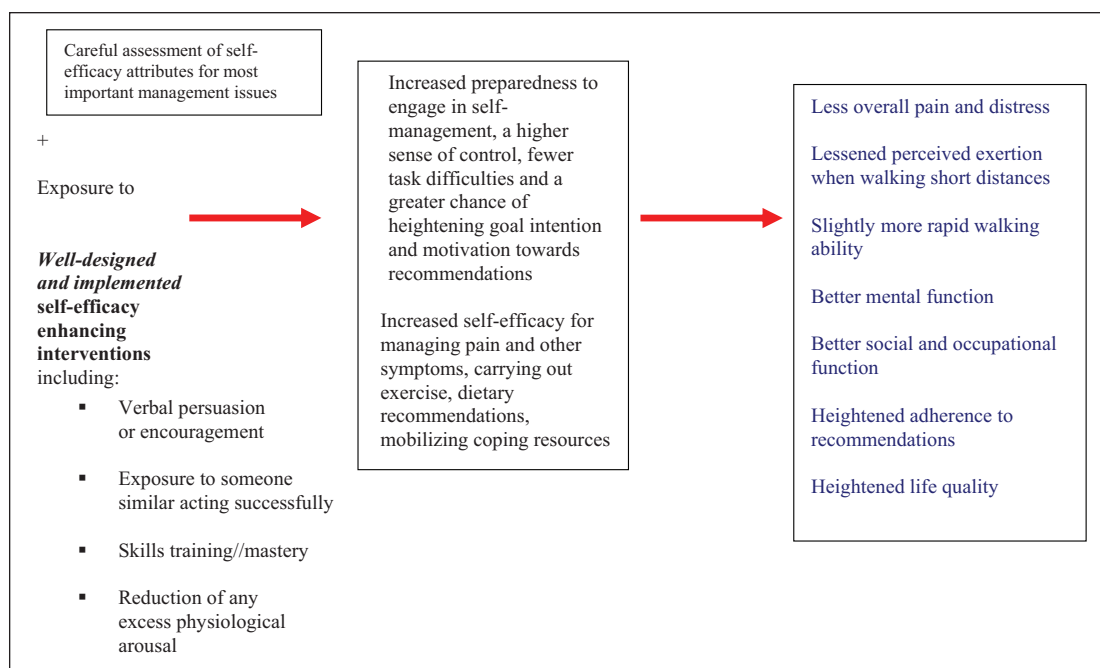 Careful assessment of self-
efficacy attributes for most
important management issues
+
Exposure to
Well-designed
and implemented
self-efficacy
enhancing
interventions
including:
▪ Verbal persuasion
or encouragement
▪ Exposure to someone
similar acting successfully
▪ Skills training//mastery
▪ Reduction of any
excess physiological
arousal
Increased preparedness to
engage in self-
management, a higher
sense of control, fewer
task difficulties and a
greater chance of
heightening goal intention
and motivation towards
recommendations
Increased self-efficacy for
managing pain and other
symptoms, carrying out
exercise, dietary
recommendations,
mobilizing coping resources
Less overall pain and distress
Lessened perceived exertion
when walking short distances
Slightly more rapid walking
ability
Better mental function
Better social and occupational
function
Heightened adherence to
recommendations
Heightened life quality